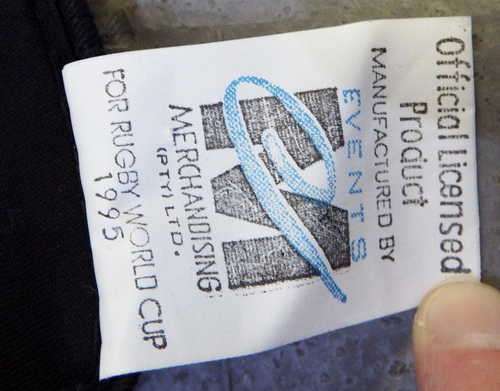 Official Licensed
Product
MANUFACTURED BY
EVENTS
MERCHANDISING
(PTY) LTD.
FOR RUGBY WORLD CUP
1995